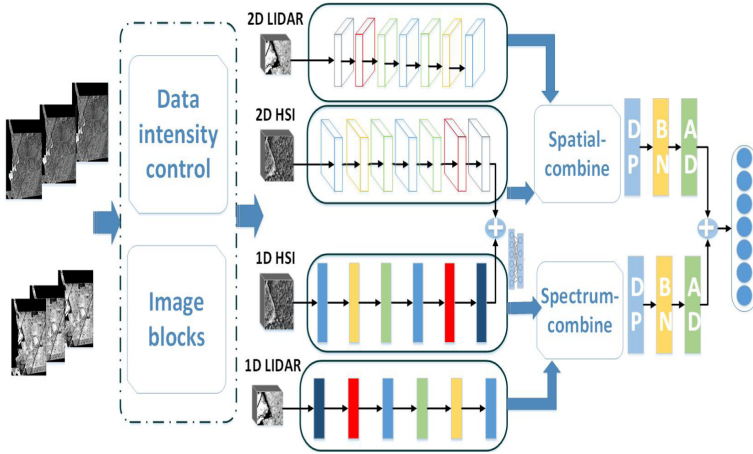 2D LIDAR
2D HSI
1D HSI
1D LIDAR
Data
intensity
control
Image
blocks
Spatial-
combine
D
P
B
N
A
D
Spectrum-
combine
D
P
B
N
A
D